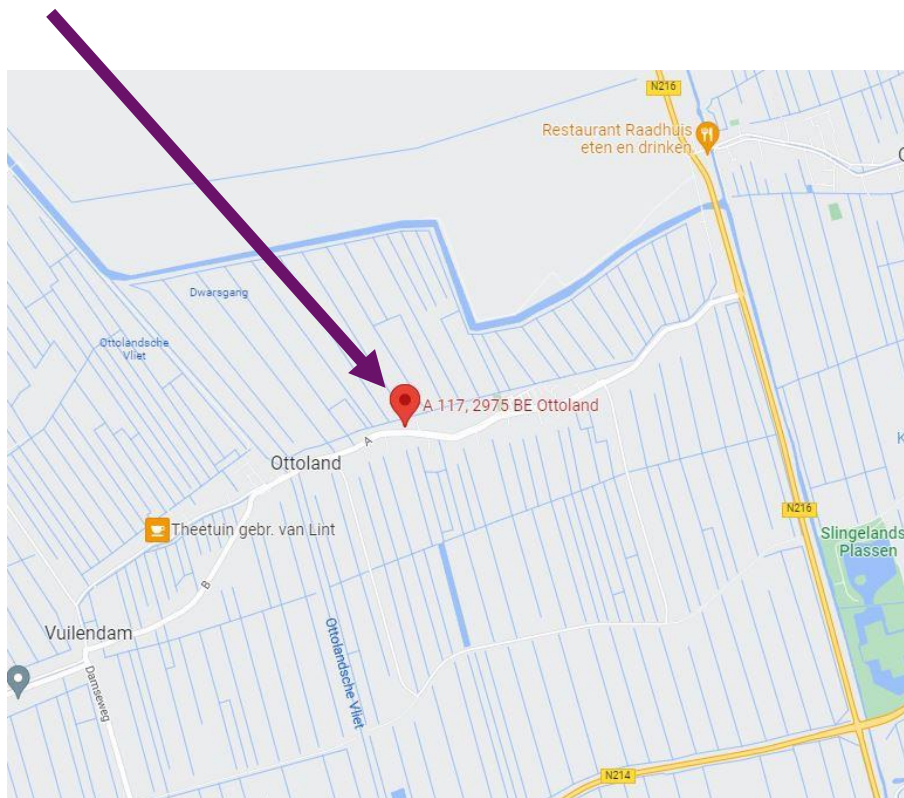 N216
Restaurant Raadhuis
eten en drinken
Dwarsgang
Ottolandsche
Vliet
A 117, 2975 BE Ottoland
A
Ottoland
N216
Theetuin gebr. van Lint
Slingelands
Plassen
B
Vuilendam
Ottolandsche Vliet
Damseweg
N214